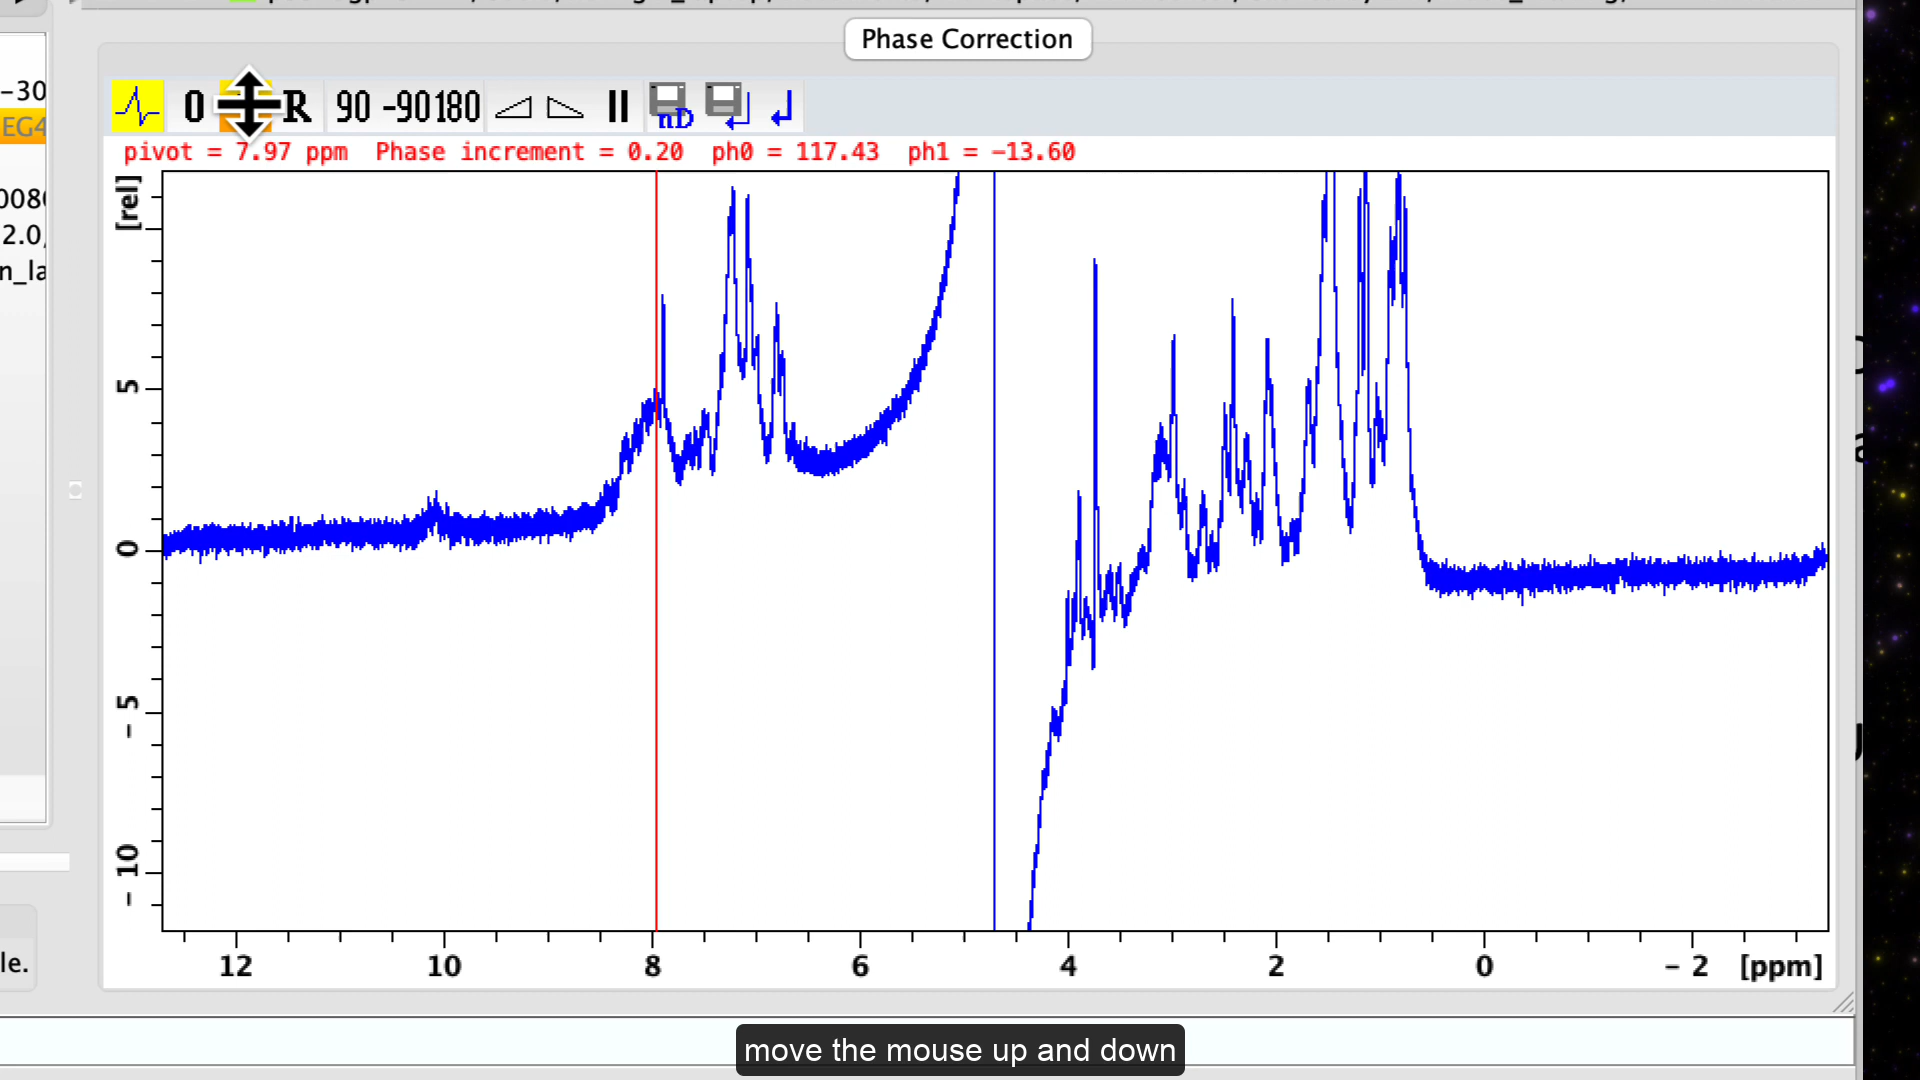 Phase Correction
-30
EG4
2.0,
n_la
0 R 90 -90 180
nD
pivot = 7.97 ppm Phase increment = 0.20 ph0 = 117.43 ph1 = -13.60
[rel]
5
0
- 5
- 10
12 10 8 6 4 2 0 - 2 [ppm]
le.
move the mouse up and down